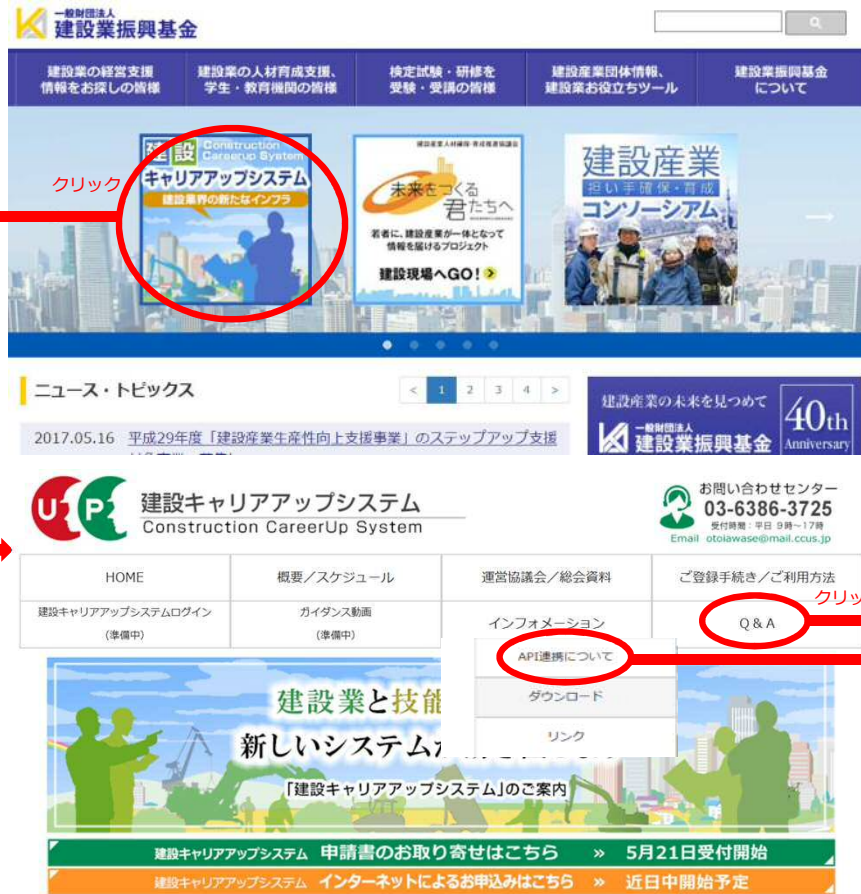 一般財団法人
建設業振興基金
建設業の経営支援
情報をお探しの皆様
建設業の人材育成支援、
学生・教育機関の皆様
検定試験・研修を
受験・受講の皆様
建設産業団体情報、
建設業お役立ちツール
建設業振興基金
について
クリック
建設 Construction
Careerup System
キャリアアップシステム
建設業界の新たなインフラ
建設産業人材確保・育成推進協議会
未来をつくる
君たちへ
若者に、建設産業が一体となって
情報を届けるプロジェクト
建設現場へGO!
建設産業
担い手確保・育成
コンソーシアム
ニュース・トピックス
< 1 2 3 4 >
2017.05.16 平成29年度「建設産業生産性向上支援事業」のステップアップ支援
建設産業の未来を見つめて
一般財団法人
建設業振興基金
40th
Anniversary
UP
建設キャリアアップシステム
Construction CareerUp System
お問い合わせセンター
03-6386-3725
受付時間:平日 9時~17時
Email otoiawase@mail.ccus.jp
HOME
概要/スケジュール
運営協議会/総会資料
ご登録手続き/ご利用方法
建設キャリアアップシステムログイン
(準備中)
ガイダンス動画
(準備中)
インフォメーション
Q & A
クリッ
API連携について
ダウンロード
リンク
建設業と技能
新しいシステム
「建設キャリアアップシステム」のご案内
建設キャリアアップシステム 申請書のお取り寄せはこちら » 5月21日受付開始
建設キャリアアップシステム インターネットによるお申込みはこちら » 近日中開始予定